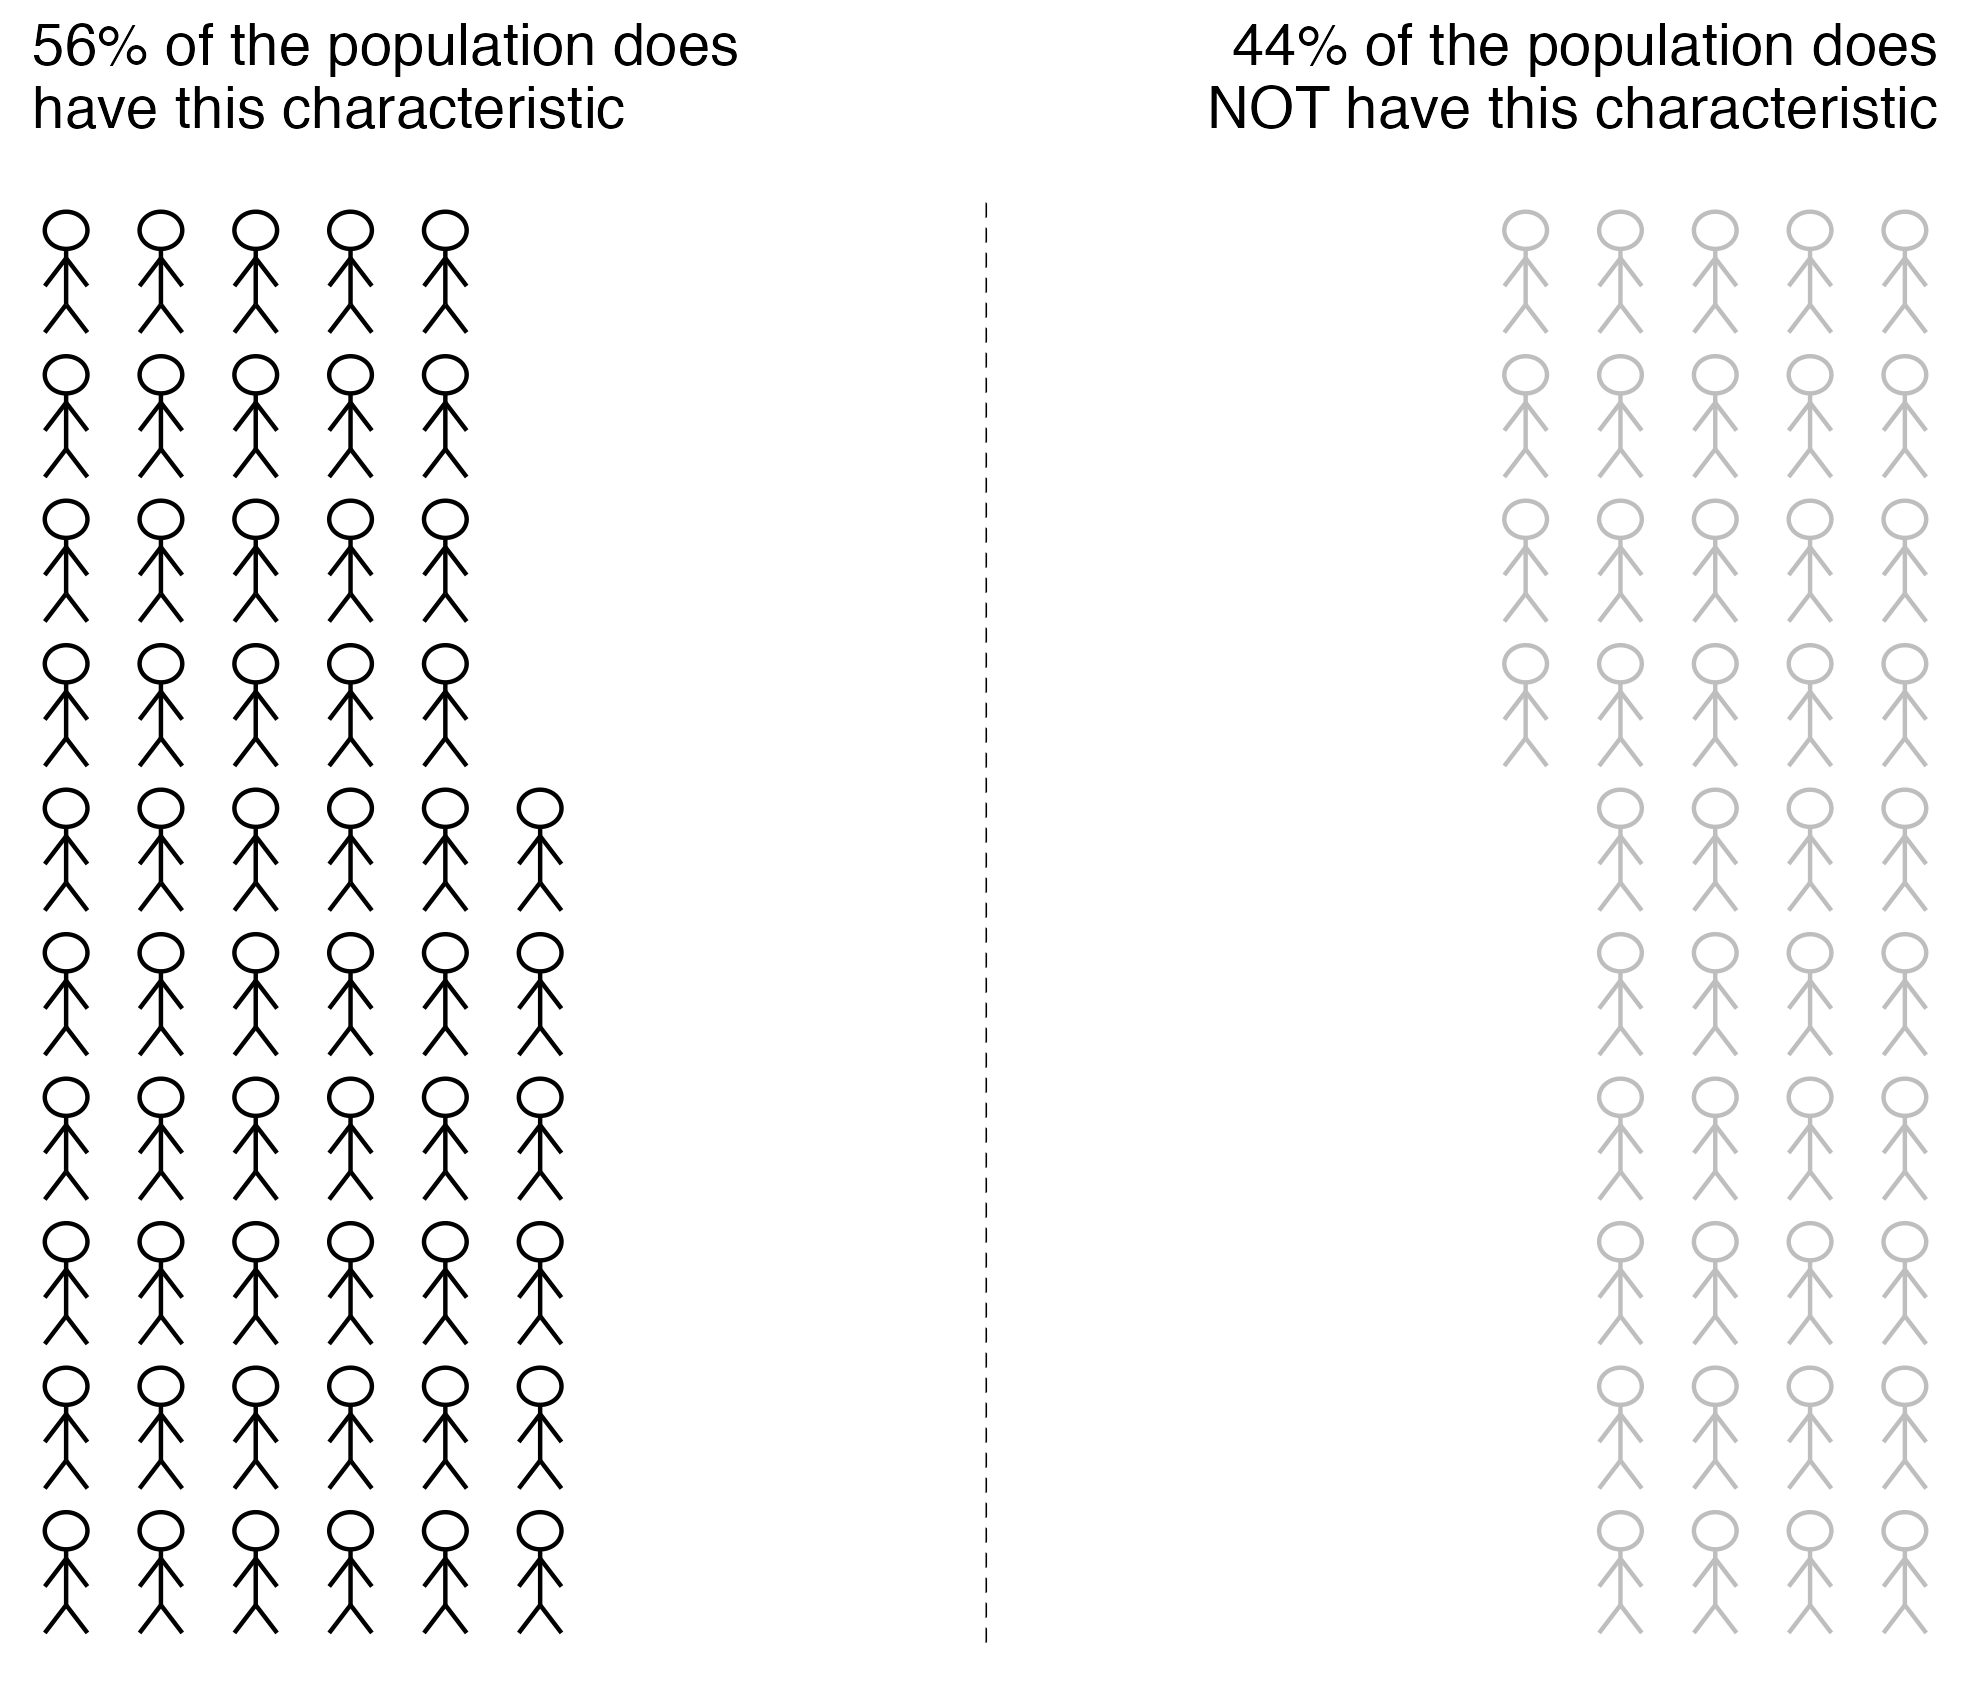 56% of the population does
have this characteristic
44% of the population does
NOT have this characteristic